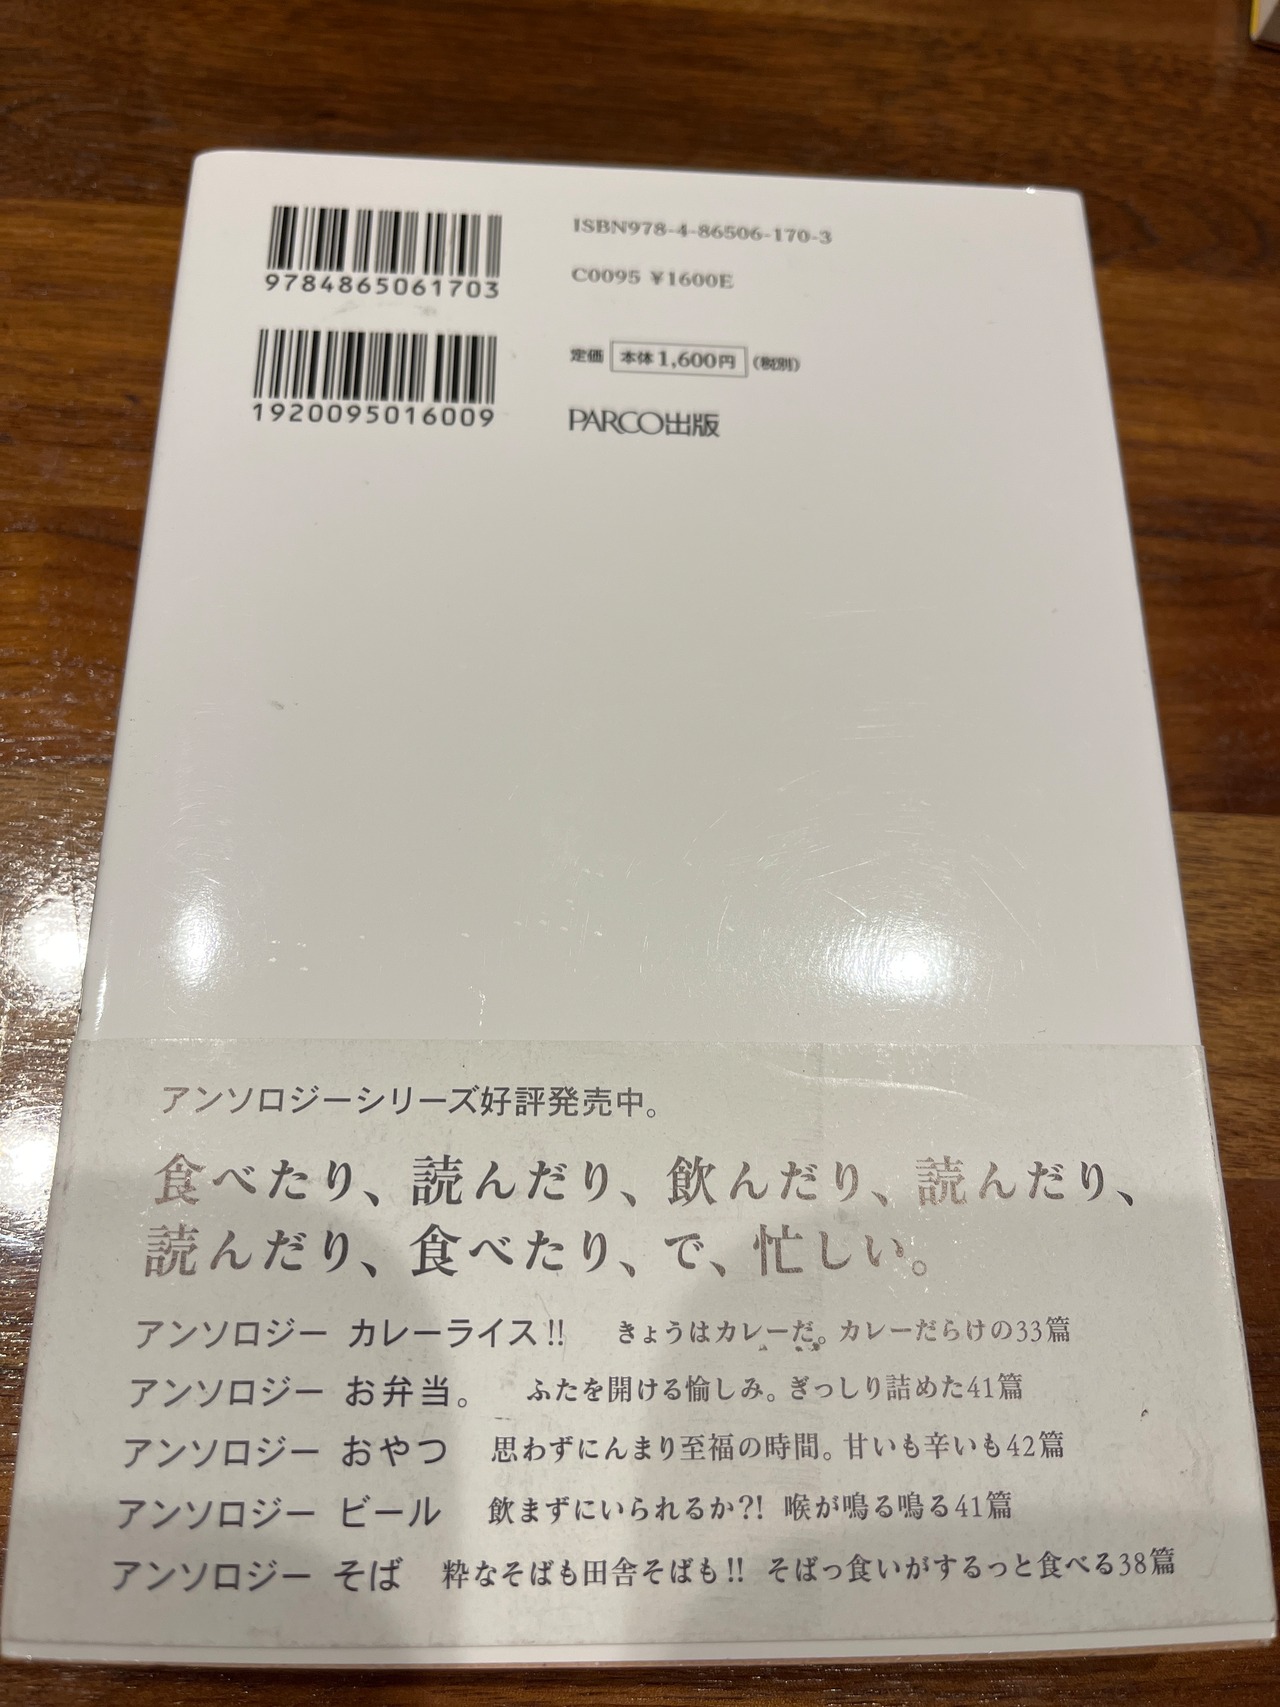 9784865061703
ISBN978-4-86506-170-3
C0095 ¥1600E
1920095016009
定価 本体1,600円 (税別)
PARCO出版
アンソロジーシリーズ好評発売中。
食べたり、読んだり、飲んだり、読んだり、
読んだり、食べたり、で、忙しい。
アンソロジー カレーライス!! きょうはカレーだ。カレーだらけの33篇
アンソロジー お弁当。 ふたを開ける愉しみ。ぎっしり詰めた41篇
アンソロジー おやつ 思わずにんまり至福の時間。甘いも辛いも42篇
アンソロジー ビール 飲まずにいられるか?! 喉が鳴る鳴る41篇
アンソロジー そば 粋なそばも田舎そばも!! そばっ食いがするっと食べる38篇